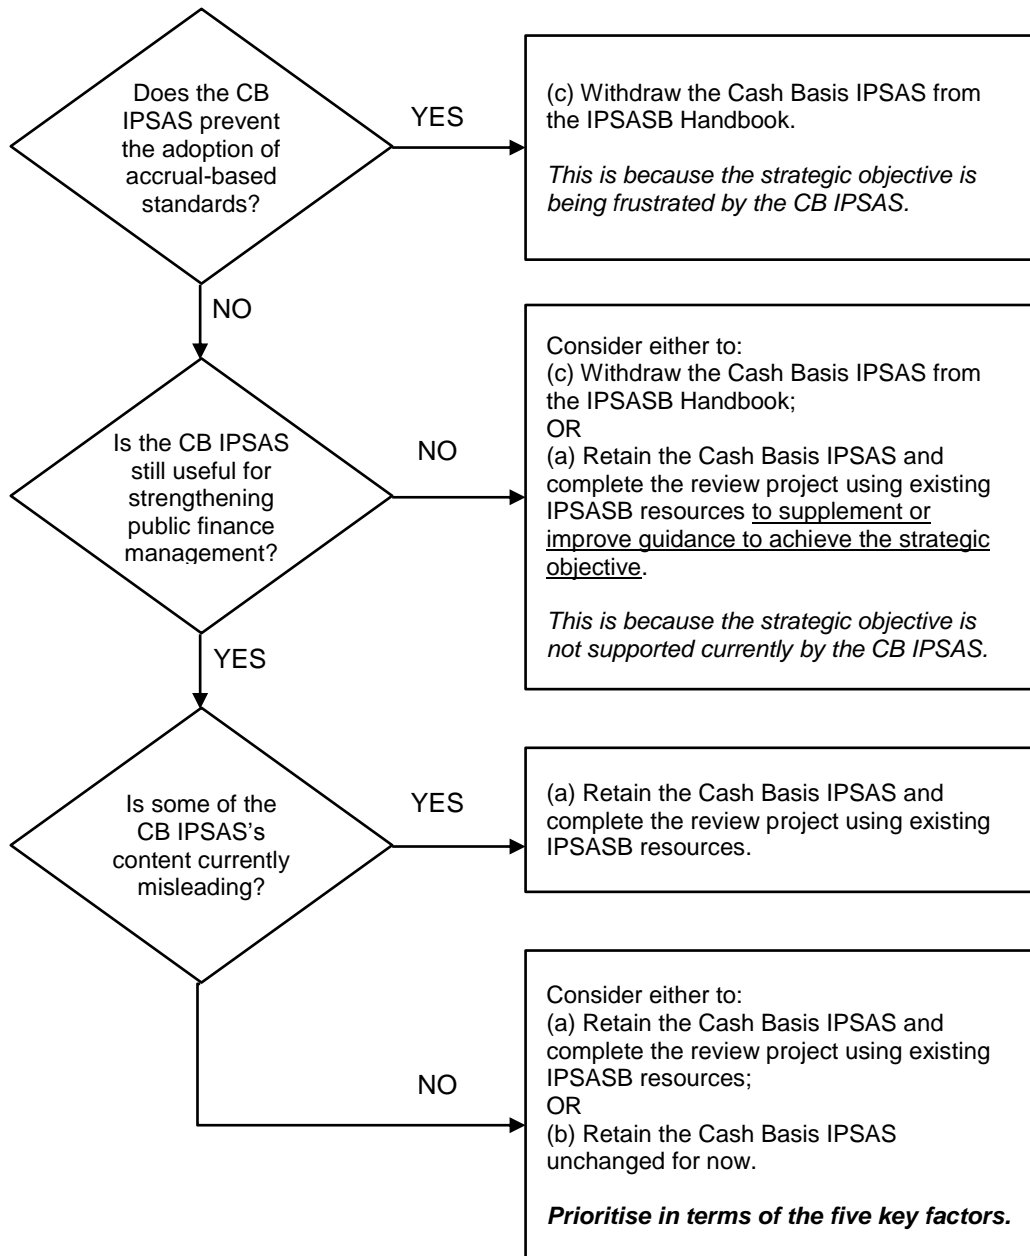 Does the CB
IPSAS prevent
the adoption of
accrual-based
standards?
YES
(c) Withdraw the Cash Basis IPSAS from
the IPSASB Handbook.
This is because the strategic objective is
being frustrated by the CB IPSAS.
NO
Is the CB IPSAS
still useful for
strengthening
public finance
management?
NO
Consider either to:
(c) Withdraw the Cash Basis IPSAS from
the IPSASB Handbook;
OR
(a) Retain the Cash Basis IPSAS and
complete the review project using existing
IPSASB resources to supplement or
improve guidance to achieve the strategic
objective.
This is because the strategic objective is
not supported currently by the CB IPSAS.
YES
Is some of the
CB IPSAS’s
content currently
misleading?
YES
(a) Retain the Cash Basis IPSAS and
complete the review project using existing
IPSASB resources.
NO
Consider either to:
(a) Retain the Cash Basis IPSAS and
complete the review project using existing
IPSASB resources;
OR
(b) Retain the Cash Basis IPSAS
unchanged for now.
Prioritise in terms of the five key factors.